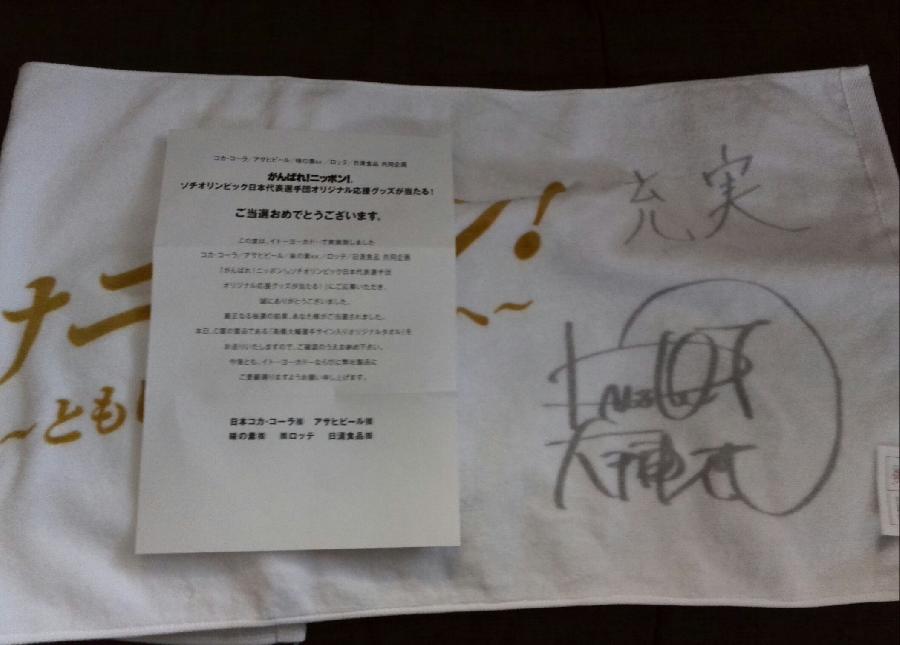 コカ・コーラ/アサヒビール/味の素KK/ロッテ/日清食品 共同企画
がんばれ!ニッポン!
ソチオリンピック日本代表選手団オリジナル応援グッズが当たる!
ご当選おめでとうございます。
この度は、イトーヨーカドーで実施致しました
コカ・コーラ/アサヒビール/味の素KK/ロッテ/日清食品 共同企画
「がんばれ!ニッポン!ソチオリンピック日本代表選手団
オリジナル応援グッズが当たる!」にご応募いただき、
誠にありがとうございました。
厳正なる抽選の結果、あなた様がご当選されました。
本日、ご選の賞品である「高橋大輔選手サイン入りオリジナルタオル」を
お送りいたしますので、ご確認のうえお納め下さい。
今後とも、イトーヨーカドーならびに弊社製品に
ご愛顧賜りますようお願い申し上げます。
日本コカ・コーラ㈱ アサヒビール㈱
味の素㈱ ㈱ロッテ 日清食品㈱
ナニ
ン!
~とも
~~
充実